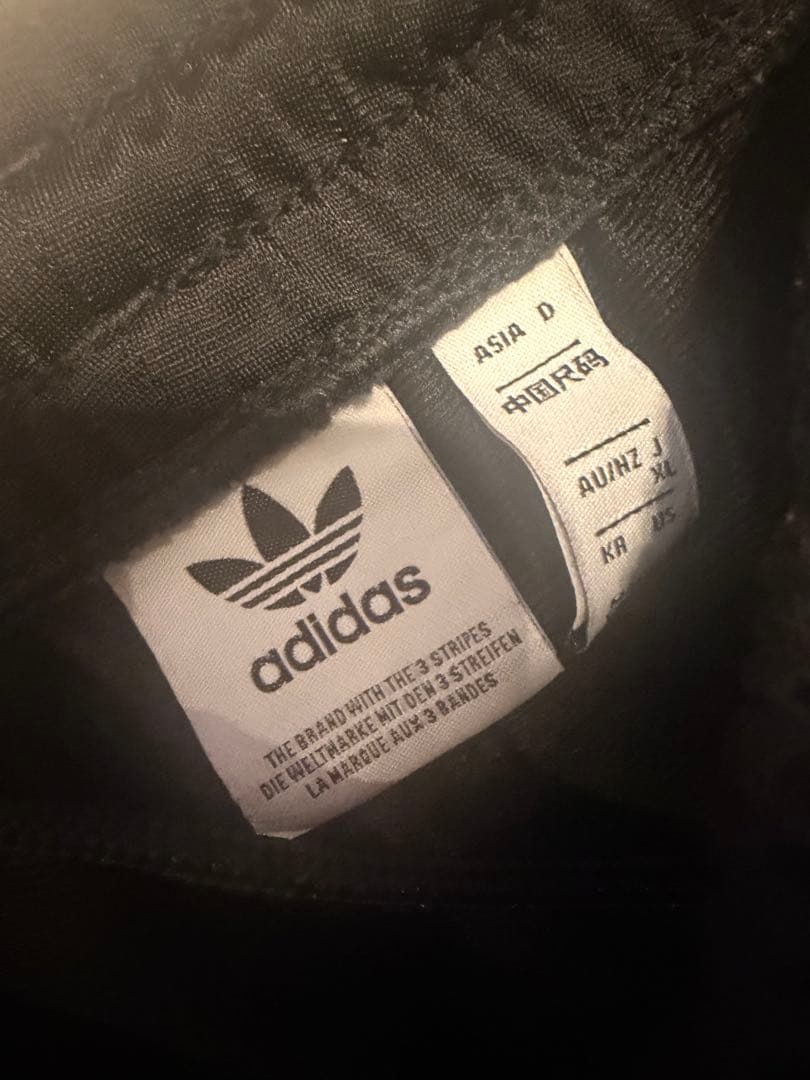 adidas
THE BRAND WITH THE 3 STRIPES
DIE WELTMARKE MIT DEN 3 STREIFEN
LA MARQUE AUX 3 BANDES
ASIA D
中国尺码
AU/NZ J
XL
KR US